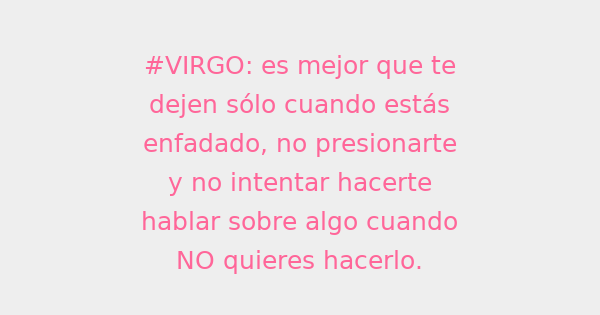 #VIRGO: es mejor que te
dejen sólo cuando estás
enfadado, no presionarte
y no intentar hacerte
hablar sobre algo cuando
NO quieres hacerlo.